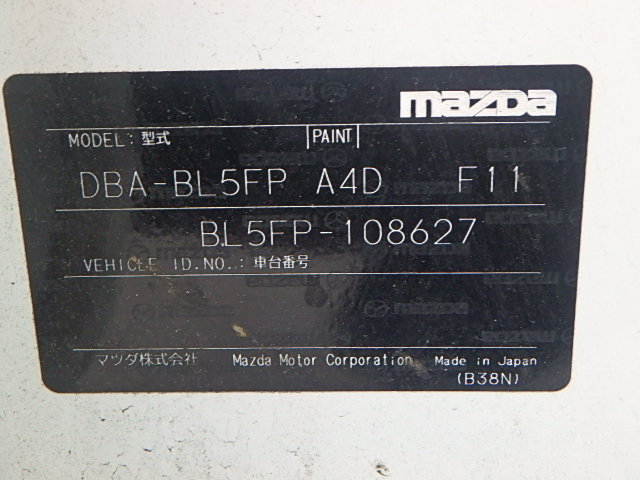 mazda
MODEL: 型式 PAINT
DBA-BL5FP A4D F11
BL5FP-108627
VEHICLE ID.NO.: 車台番号
マツダ株式会社 Mazda Motor Corporation Made in Japan
(B38N)